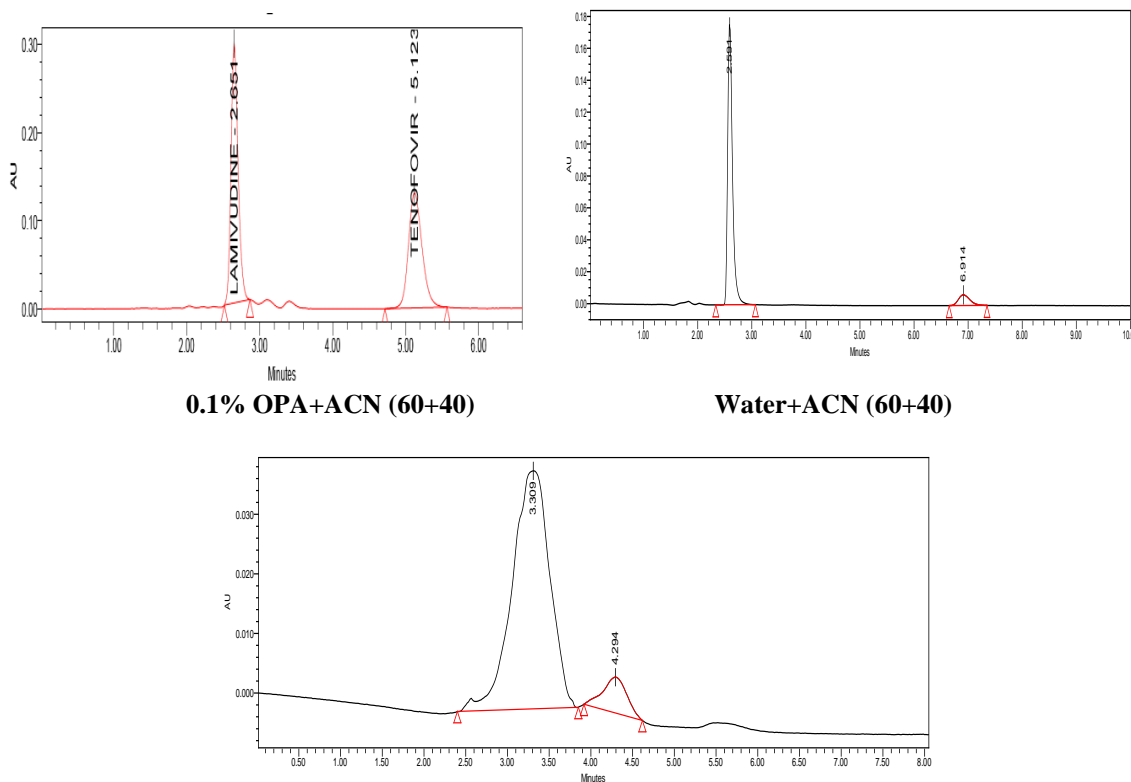 0.30
0.20
0.10
0.00
AU
LAMIVUDINE - 2.651
TENOFOVIR - 5.123
1.00 2.00 3.00 4.00 5.00 6.00
Minutes
0.18
0.16
0.14
0.12
0.10
0.08
0.06
0.04
0.02
0.00
AU
2.591
6.914
1.00 2.00 3.00 4.00 5.00 6.00 7.00 8.00 9.00 10.0
Minutes
0.1% OPA+ACN (60+40)
Water+ACN (60+40)
0.030
0.020
0.010
0.000
AU
3.309
4.294
0.50 1.00 1.50 2.00 2.50 3.00 3.50 4.00 4.50 5.00 5.50 6.00 6.50 7.00 7.50 8.00
Minutes